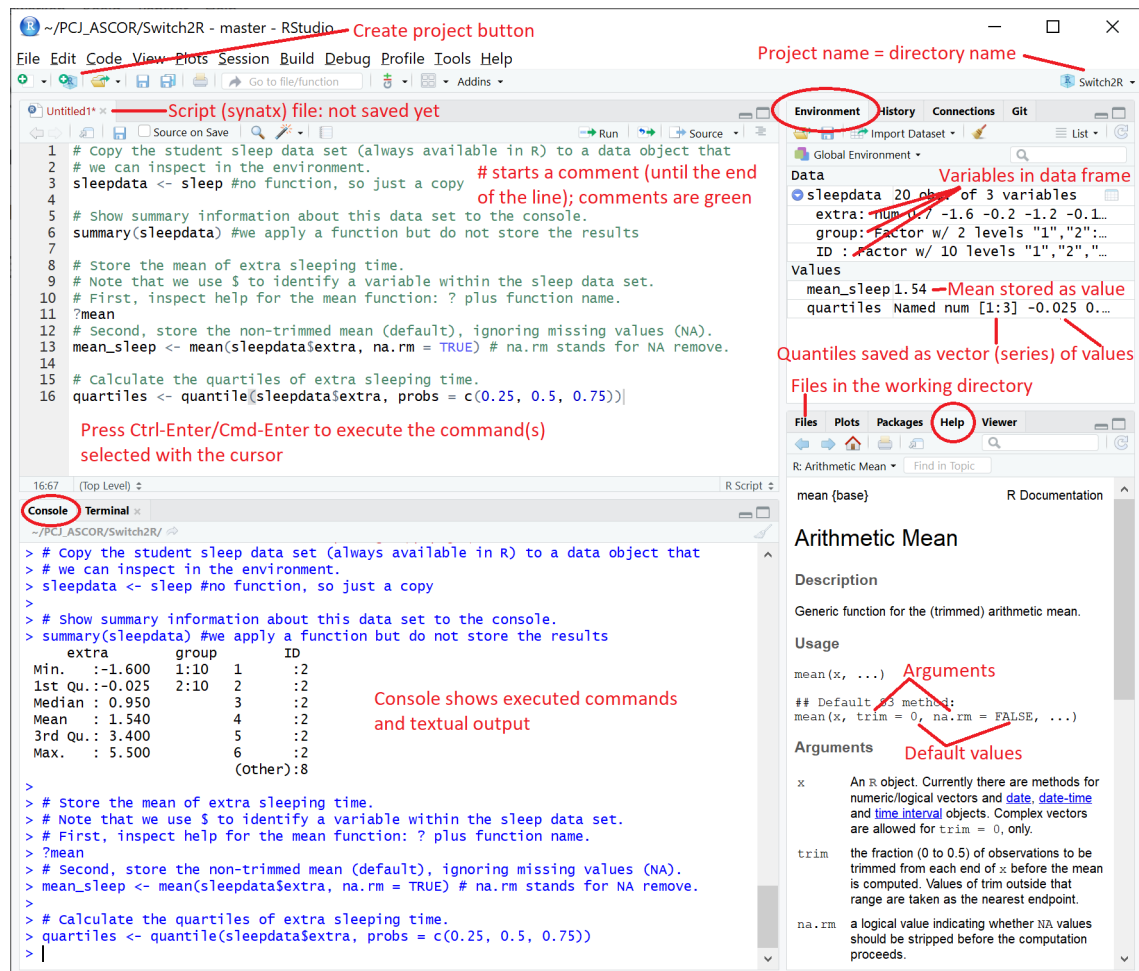 ~/PCJ_ASCOR/Switch2R - master - RStudio
Create project button
File Edit Code View Plots Session Build Debug Profile Tools Help
Project name = directory name
Go to file/function
Addins
Switch2R
Untitled1*
Script (synatx) file: not saved yet
Source on Save
Run
Source
1 # Copy the student sleep data set (always available in R) to a data object that
2 # we can inspect in the environment.
3 sleepdata <- sleep #no function, so just a copy
4
5 # Show summary information about this data set to the console.
6 summary(sleepdata) #we apply a function but do not store the results
7
8 # Store the mean of extra sleeping time.
9 # Note that we use $ to identify a variable within the sleep data set.
10 # First, inspect help for the mean function: ? plus function name.
11 ?mean
12 # Second, store the non-trimmed mean (default), ignoring missing values (NA).
13 mean_sleep <- mean(sleepdata$extra, na.rm = TRUE) # na.rm stands for NA remove.
14
15 # Calculate the quartiles of extra sleeping time.
16 quartiles <- quantile(sleepdata$extra, probs = c(0.25, 0.5, 0.75))
# starts a comment (until the end
of the line); comments are green
Press Ctrl-Enter/Cmd-Enter to execute the command(s)
selected with the cursor
16:67 (Top Level) R Script
Console Terminal
~/PCJ_ASCOR/Switch2R/
> # Copy the student sleep data set (always available in R) to a data object that
> # we can inspect in the environment.
> sleepdata <- sleep #no function, so just a copy
>
> # Show summary information about this data set to the console.
> summary(sleepdata) #we apply a function but do not store the results
extra group ID
Min. :-1.600 1:10 1 :2
1st Qu.:-0.025 2:10 2 :2
Median : 0.950 3 :2
Mean : 1.540 4 :2
3rd Qu.: 3.400 5 :2
Max. : 5.500 6 :2
(Other):8
Console shows executed commands
and textual output
>
> # Store the mean of extra sleeping time.
> # Note that we use $ to identify a variable within the sleep data set.
> # First, inspect help for the mean function: ? plus function name.
> ?mean
> # Second, store the non-trimmed mean (default), ignoring missing values (NA).
> mean_sleep <- mean(sleepdata$extra, na.rm = TRUE) # na.rm stands for NA remove.
>
> # Calculate the quartiles of extra sleeping time.
> quartiles <- quantile(sleepdata$extra, probs = c(0.25, 0.5, 0.75))
>
Environment History Connections Git
Import Dataset List
Global Environment
Data
Variables in data frame
sleepdata 20 obs. of 3 variables
extra: num 0.7 -1.6 -0.2 -1.2 -0.1…
group: Factor w/ 2 levels "1","2":…
ID : Factor w/ 10 levels "1","2","…
Values
mean_sleep 1.54
Mean stored as value
quartiles Named num [1:3] -0.025 0.…
Quantiles saved as vector (series) of values
Files in the working directory
Files Plots Packages Help Viewer
R: Arithmetic Mean Find in Topic
mean {base} R Documentation
Arithmetic Mean
Description
Generic function for the (trimmed) arithmetic mean.
Usage
mean(x, ...)
Arguments
## Default S3 method:
mean(x, trim = 0, na.rm = FALSE, ...)
Default values
Arguments
x An R object. Currently there are methods for
numeric/logical vectors and date, date-time
and time interval objects. Complex vectors
are allowed for trim = 0, only.
trim the fraction (0 to 0.5) of observations to be
trimmed from each end of x before the mean
is computed. Values of trim outside that
range are taken as the nearest endpoint.
na.rm a logical value indicating whether NA values
should be stripped before the computation
proceeds.